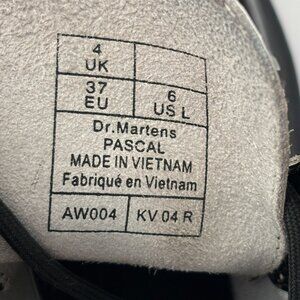 4
UK
37
EU
6
US L
Dr.Martens
PASCAL
MADE IN VIETNAM
Fabriqué en Vietnam
AW004
KV 04 R